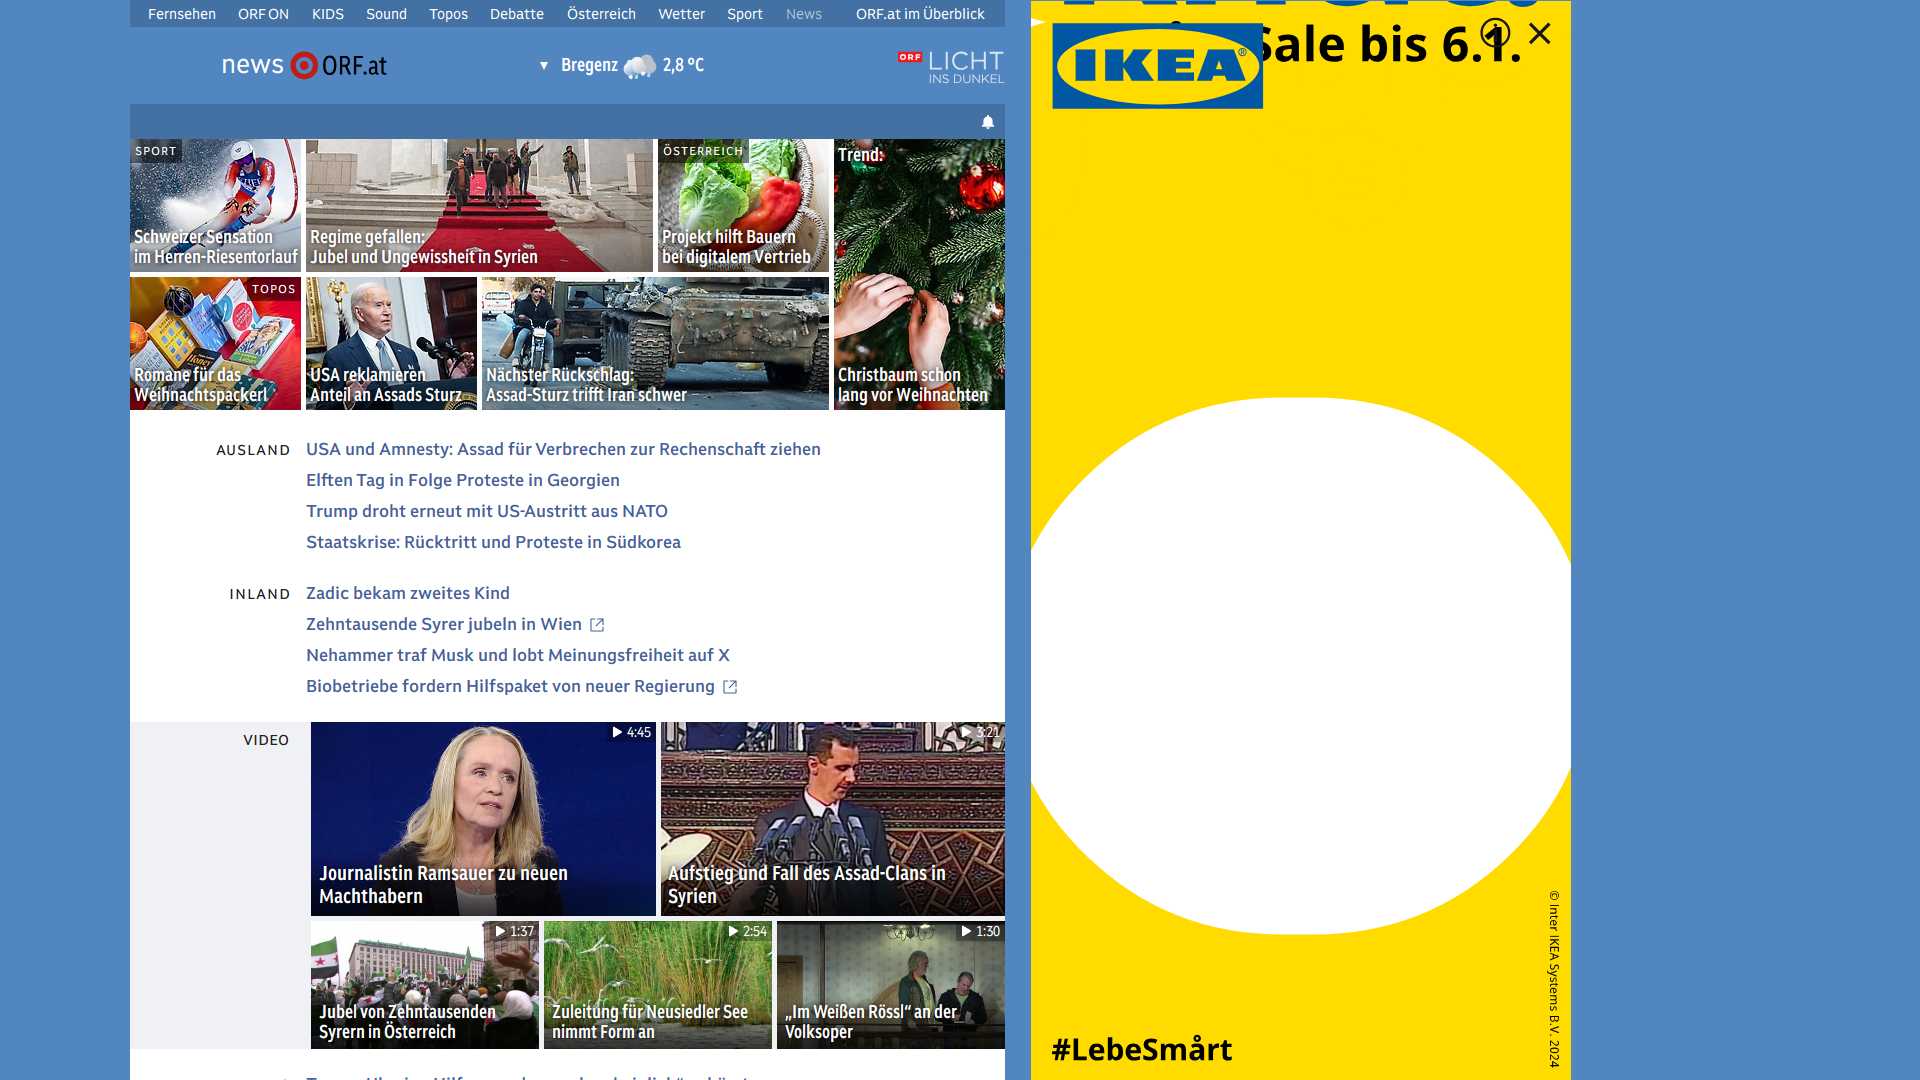 Fernsehen ORF ON KIDS Sound Topos Debatte Österreich Wetter Sport News ORF.at im Überblick
news ORF.at
▼ Bregenz 2,8 °C
ORF LICHT
INS DUNKEL
SPORT
Schweizer Sensation
im Herren-Riesentorlauf
Regime gefallen:
Jubel und Ungewissheit in Syrien
ÖSTERREICH
Projekt hilft Bauern
bei digitalem Vertrieb
Trend:
Christbaum schon
lang vor Weihnachten
TOPOS
Romane für das
Weihnachtspackerl
USA reklamieren
Anteil an Assads Sturz
Nächster Rückschlag:
Assad-Sturz trifft Iran schwer
AUSLAND
USA und Amnesty: Assad für Verbrechen zur Rechenschaft ziehen
Elften Tag in Folge Proteste in Georgien
Trump droht erneut mit US-Austritt aus NATO
Staatskrise: Rücktritt und Proteste in Südkorea
INLAND
Zadic bekam zweites Kind
Zehntausende Syrer jubeln in Wien
Nehammer traf Musk und lobt Meinungsfreiheit auf X
Biobetriebe fordern Hilfspaket von neuer Regierung
VIDEO
4:45
Journalistin Ramsauer zu neuen
Machthabern
3:21
Aufstieg und Fall des Assad-Clans in
Syrien
1:37
Jubel von Zehntausenden
Syrern in Österreich
2:54
Zuleitung für Neusiedler See
nimmt Form an
1:30
„Im Weißen Rössl“ an der
Volksoper
Sale bis 6.1.
IKEA®
© Inter IKEA Systems B.V. 2024
#LebeSmårt